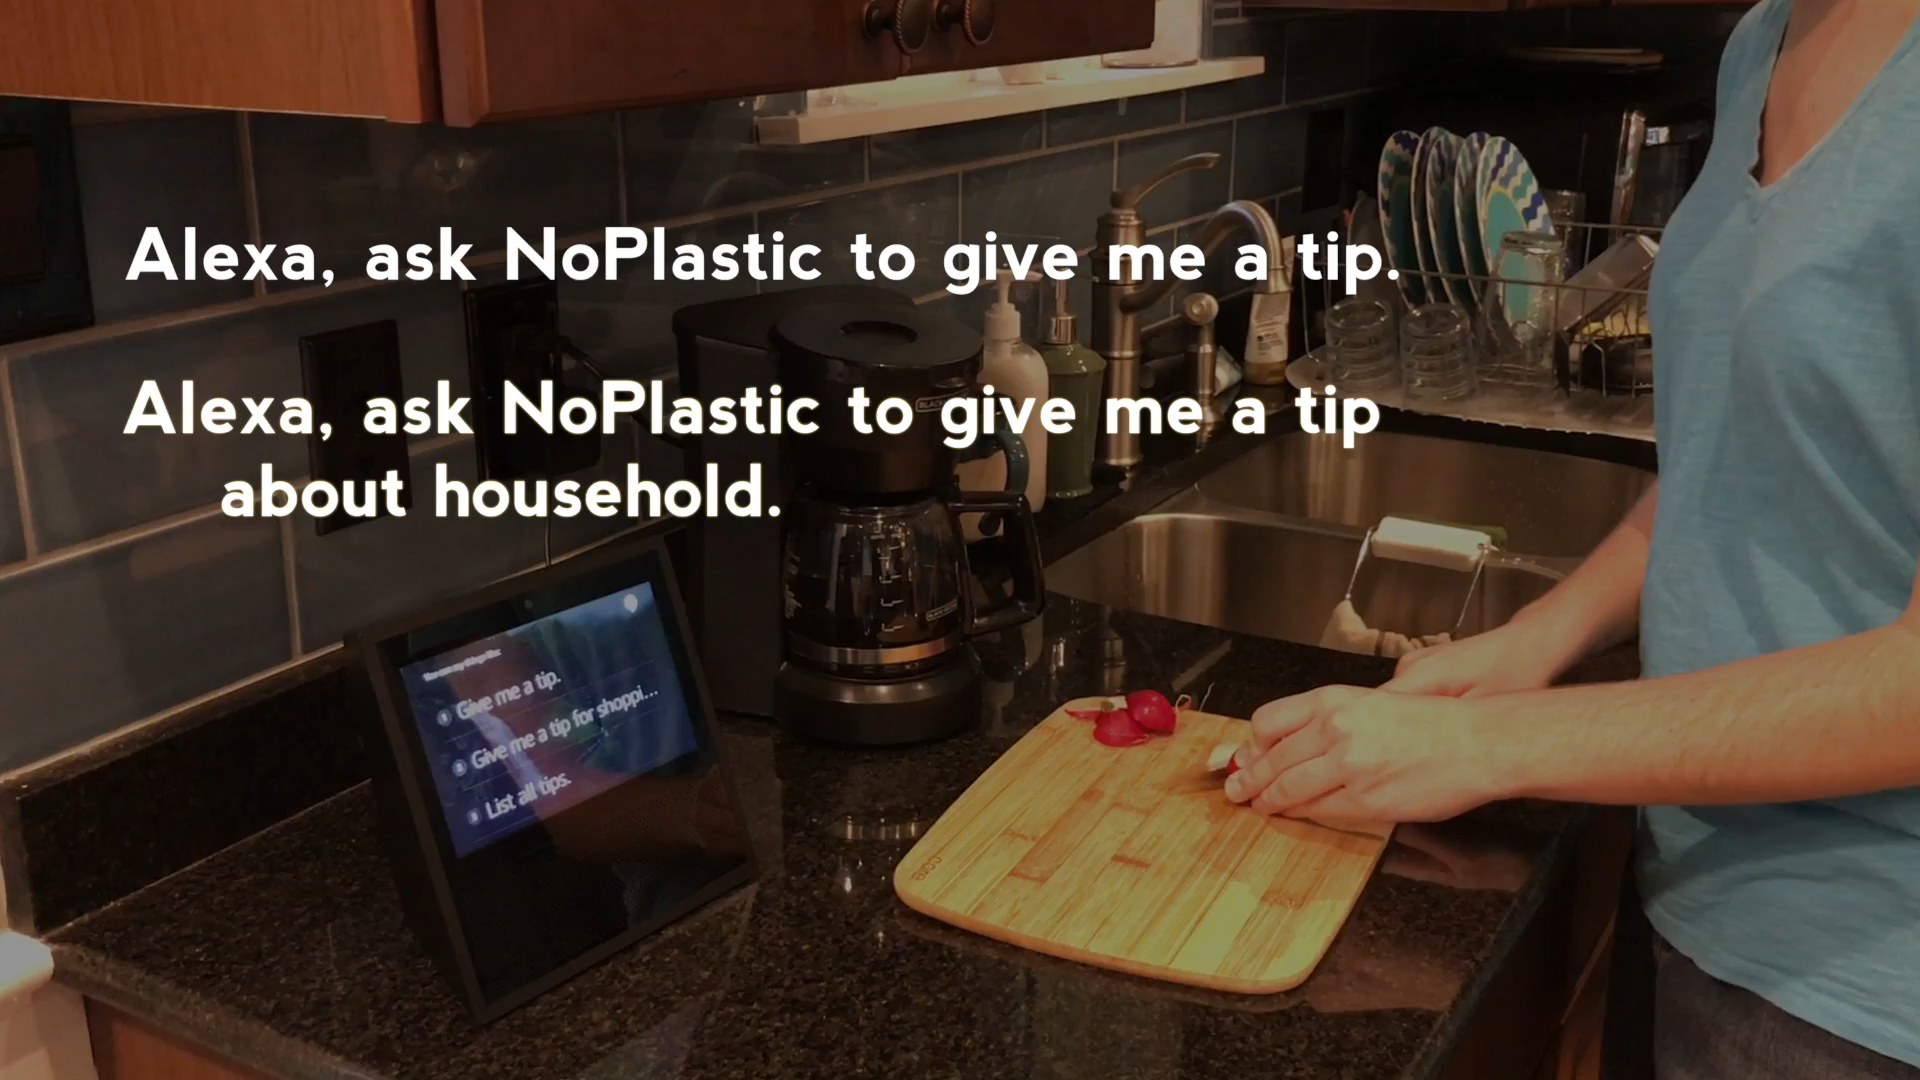 Alexa, ask NoPlastic to give me a tip.
Alexa, ask NoPlastic to give me a tip
about household.
Give me a tip.
Give me a tip for shoppi...
List all tips.